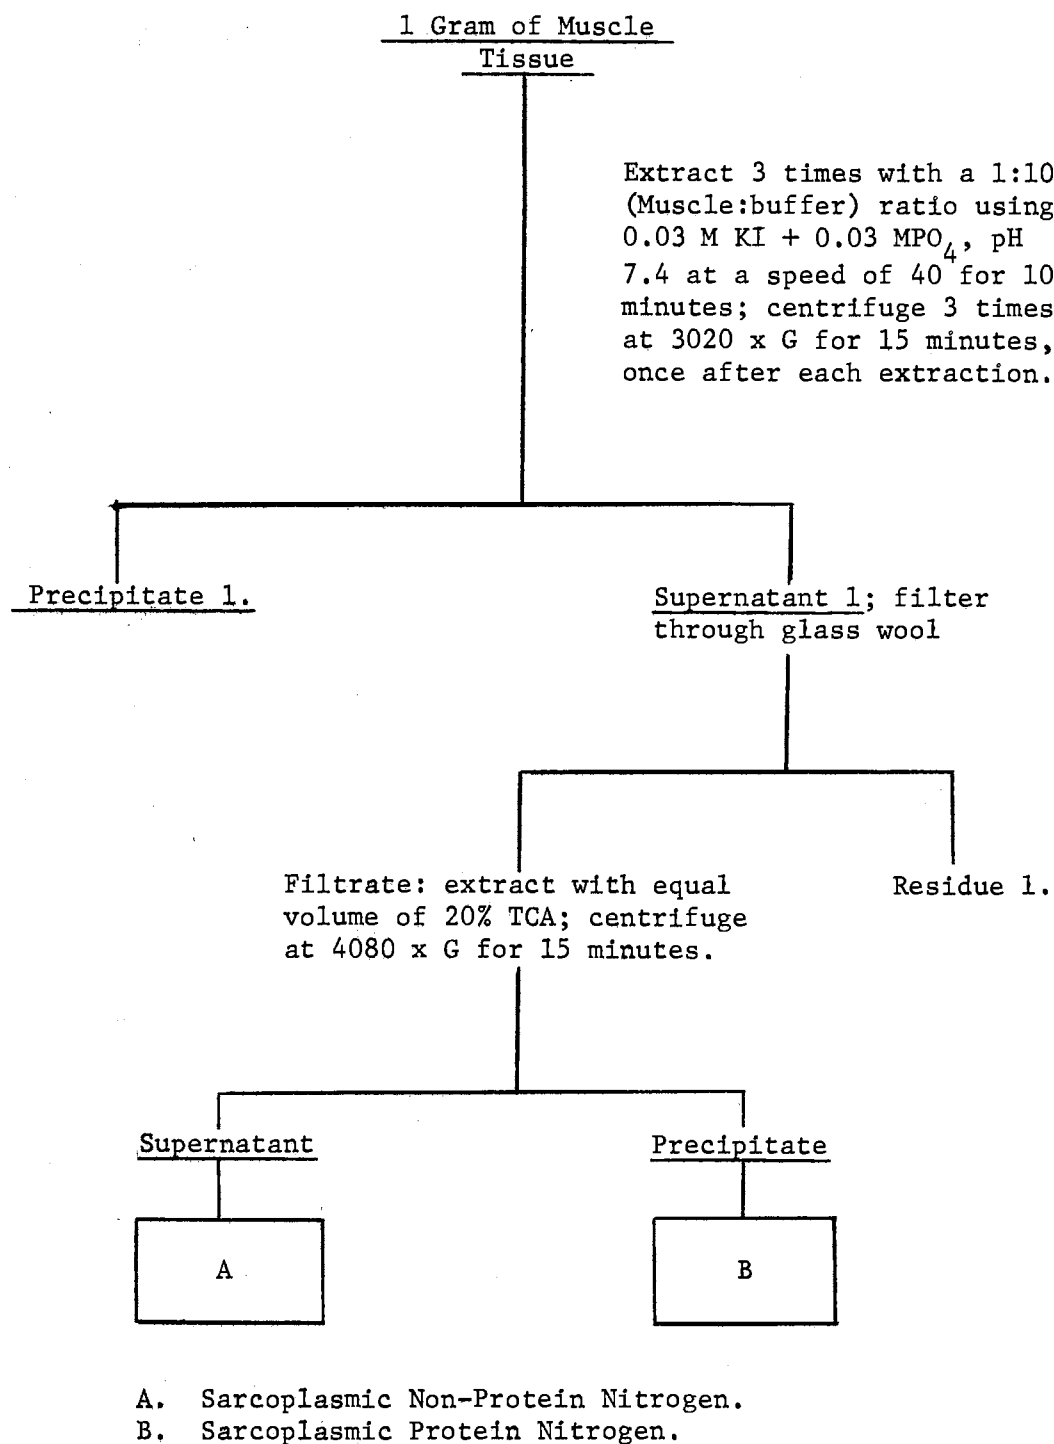 1 Gram of Muscle
Tissue
Extract 3 times with a 1:10
(Muscle:buffer) ratio using
0.03 M KI + 0.03 MPO4, pH
7.4 at a speed of 40 for 10
minutes; centrifuge 3 times
at 3020 x G for 15 minutes,
once after each extraction.
Precipitate 1.
Supernatant 1; filter
through glass wool
Filtrate: extract with equal
volume of 20% TCA; centrifuge
at 4080 x G for 15 minutes.
Residue 1.
Supernatant
Precipitate
A
B
A. Sarcoplasmic Non-Protein Nitrogen.
B. Sarcoplasmic Protein Nitrogen.